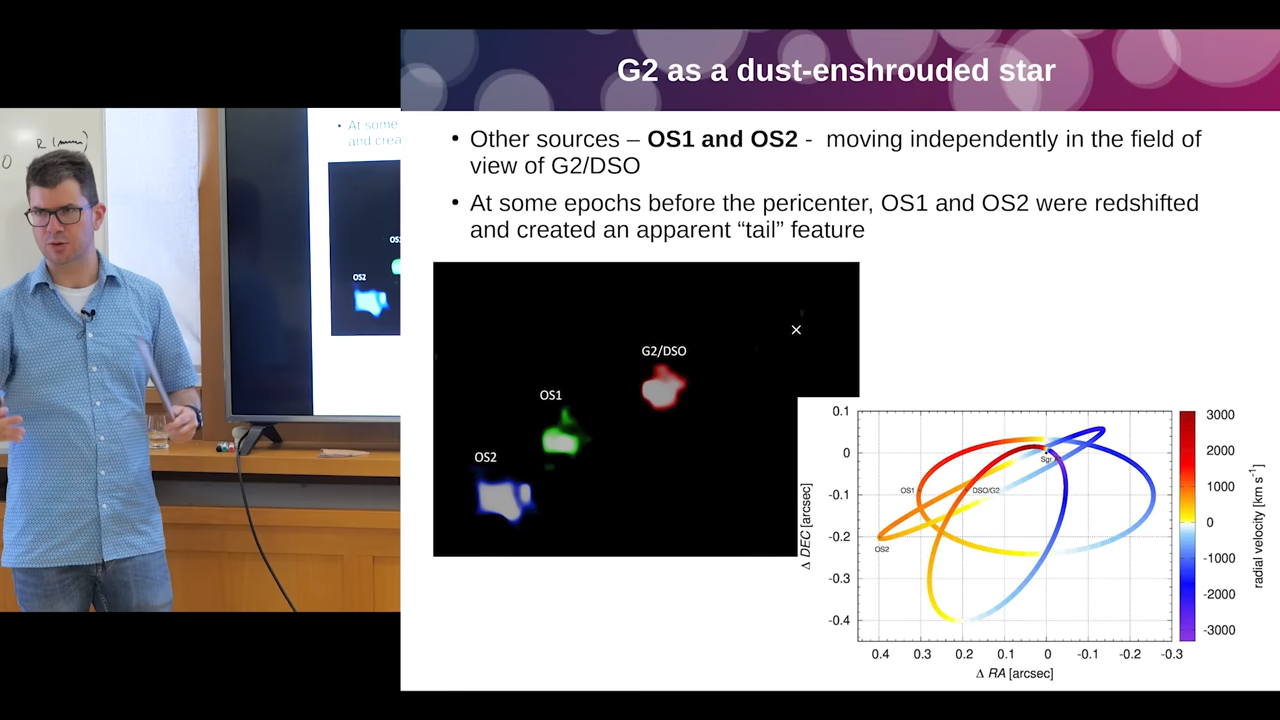 G2 as a dust-enshrouded star
• Other sources – OS1 and OS2 - moving independently in the field of
view of G2/DSO
• At some epochs before the pericenter, OS1 and OS2 were redshifted
and created an apparent “tail” feature
G2/DSO
OS1
OS2
0.1
0
-0.1
-0.2
-0.3
-0.4
Δ DEC [arcsec]
0.4 0.3 0.2 0.1 0 -0.1 -0.2 -0.3
Δ RA [arcsec]
OS1
DSO/G2
OS2
3000
2000
1000
0
-1000
-2000
-3000
radial velocity [km s⁻¹]
• At some
and crea
OS2